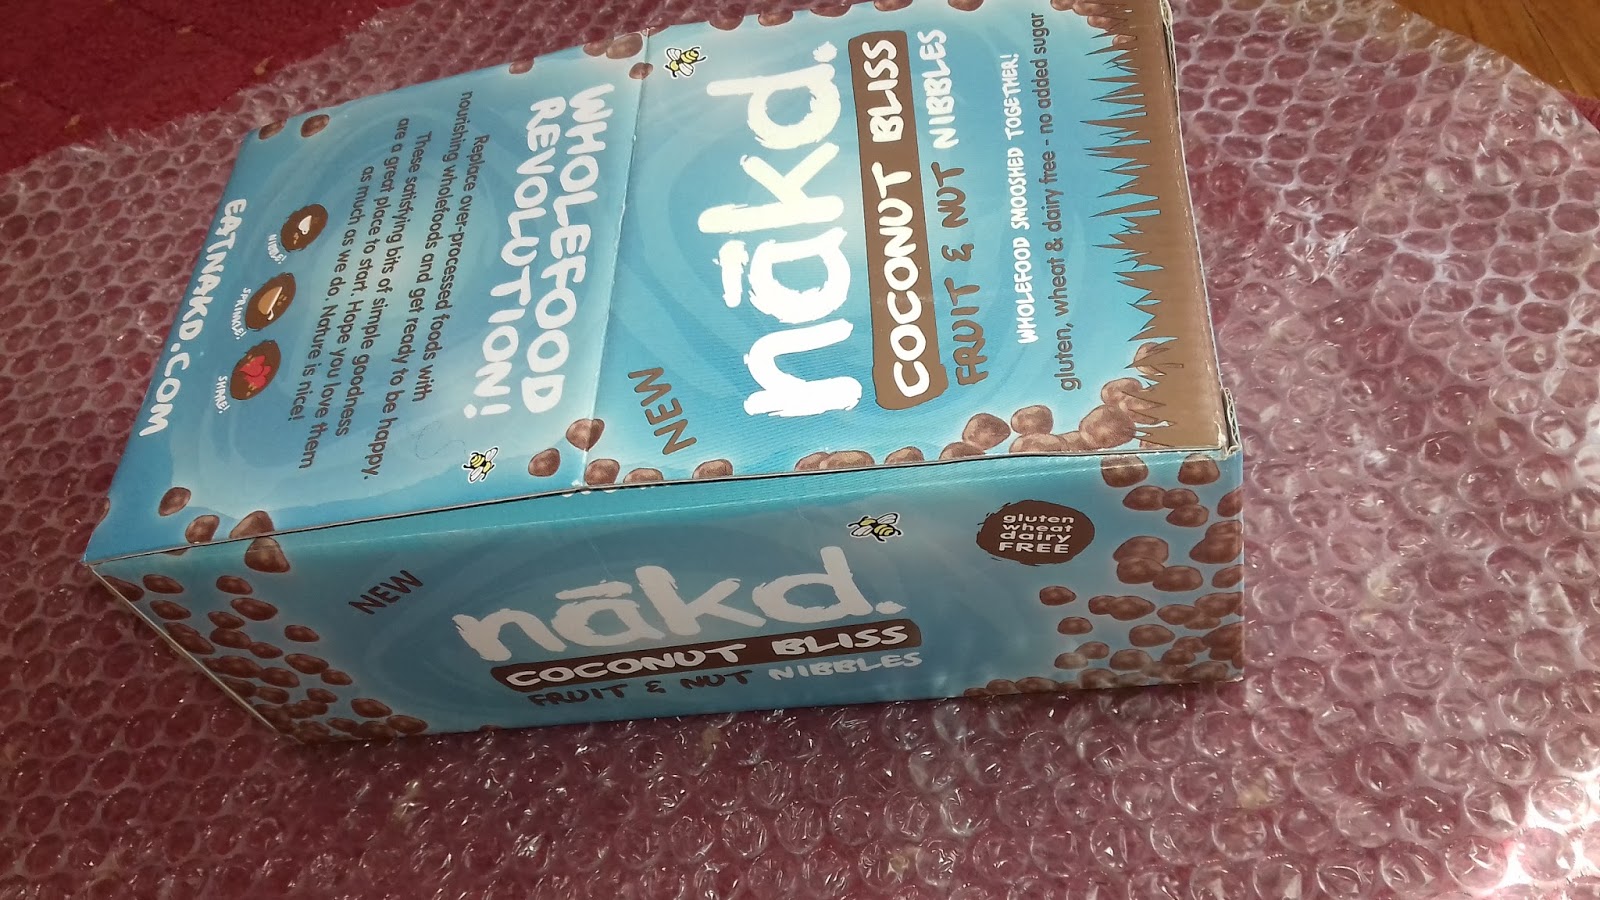 WHOLEFOOD
REVOLUTION!
Replace over-processed foods with
nourishing wholefoods and get ready to be happy.
These satisfying bits of simple goodness
are a great place to start. Hope you love them
as much as we do. Nature is nice!
NIBBLE!
SPRINKLE!
SHARE!
EATNAKD.COM
NEW
nākd.
COCONUT BLISS
FRUIT & NUT NIBBLES
WHOLEFOOD SMOOSHED TOGETHER!
gluten, wheat & dairy free - no added sugar
NEW
nākd.
COCONUT BLISS
FRUIT & NUT NIBBLES
gluten
wheat
dairy
FREE